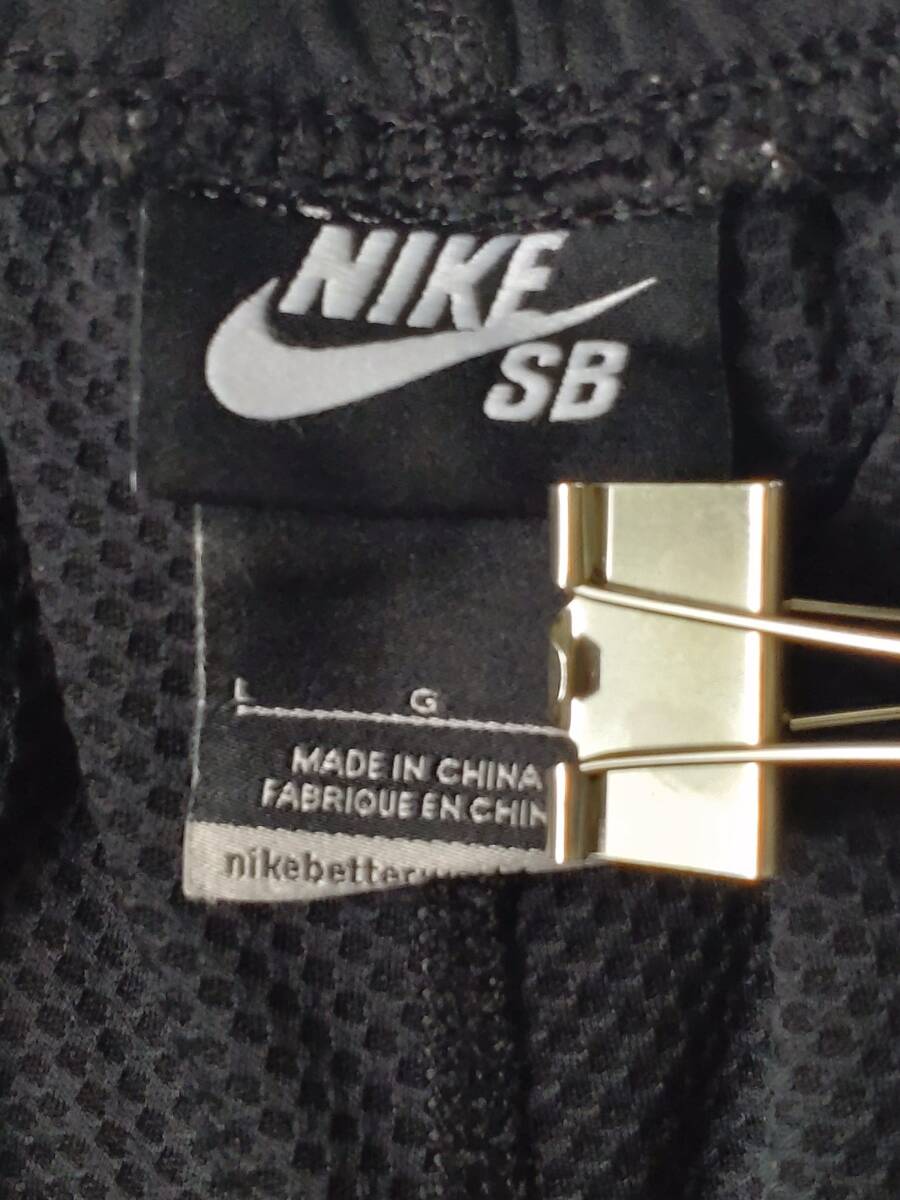 NIKE
SB
L G
MADE IN CHINA
FABRIQUE EN CHIN
nikebetter